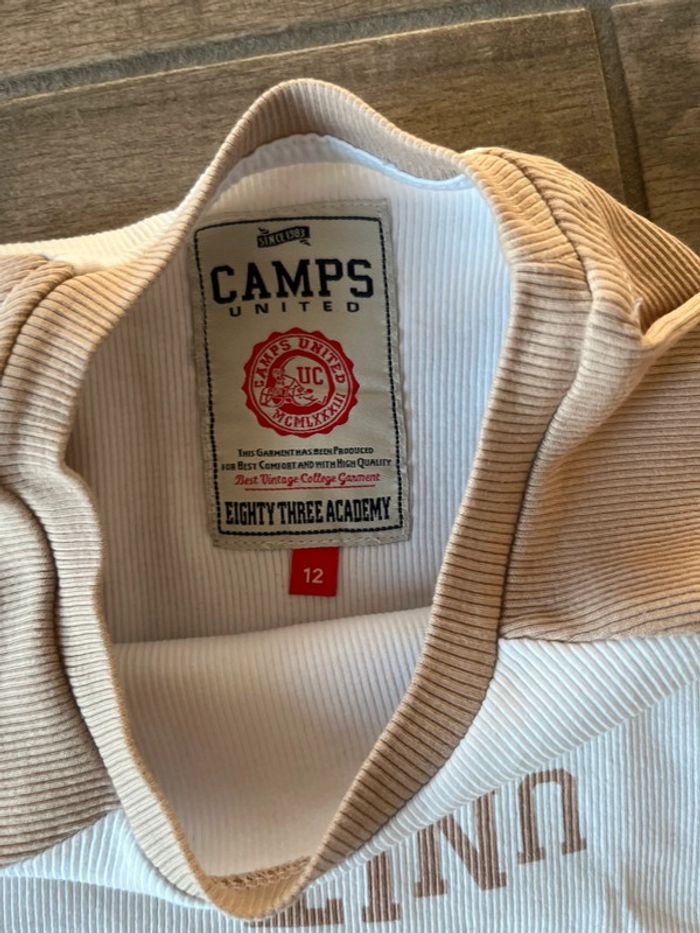 SINCE 1983
CAMPS
UNITED
CAMPS UNITED
UC
MCMLXXXIII
THIS GARMENT HAS BEEN PRODUCED
FOR BEST COMFORT AND WITH HIGH QUALITY
Best Vintage College Garment
EIGHTY THREE ACADEMY
12
UNIT